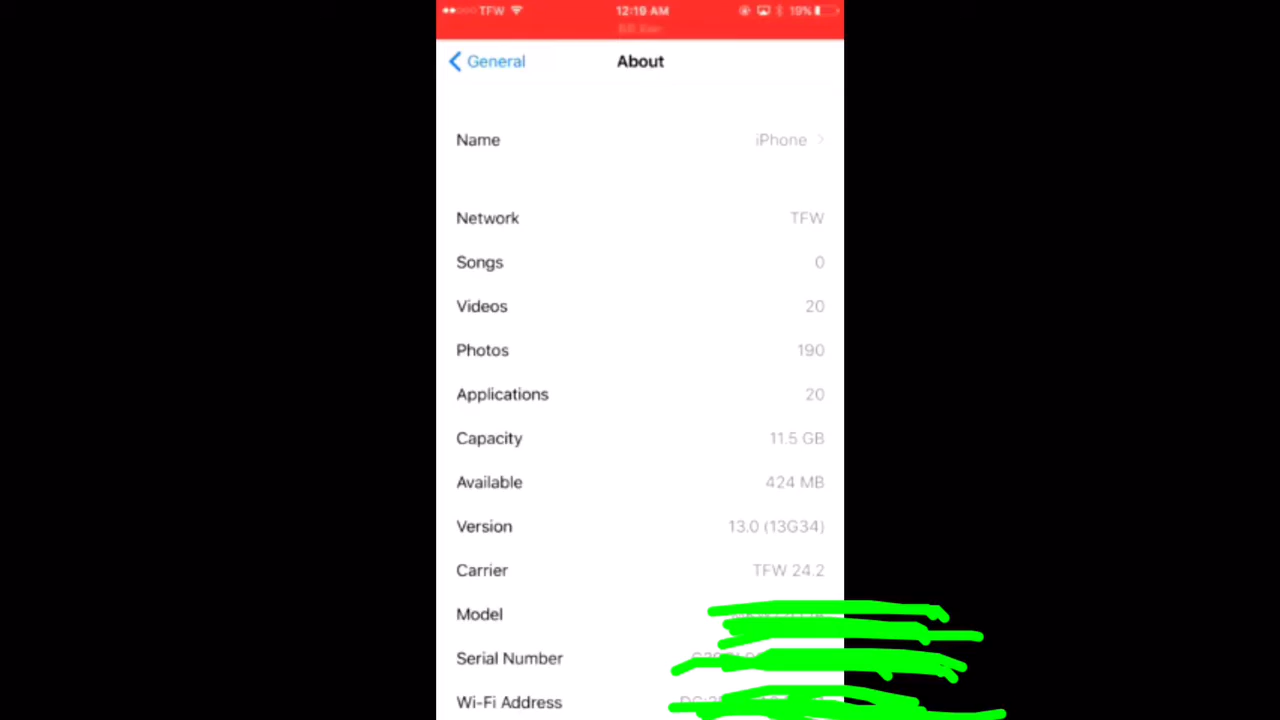 TFW 12:19 AM 19%
General About
Name iPhone
Network TFW
Songs 0
Videos 20
Photos 190
Applications 20
Capacity 11.5 GB
Available 424 MB
Version 13.0 (13G34)
Carrier TFW 24.2
Model
Serial Number
Wi-Fi Address